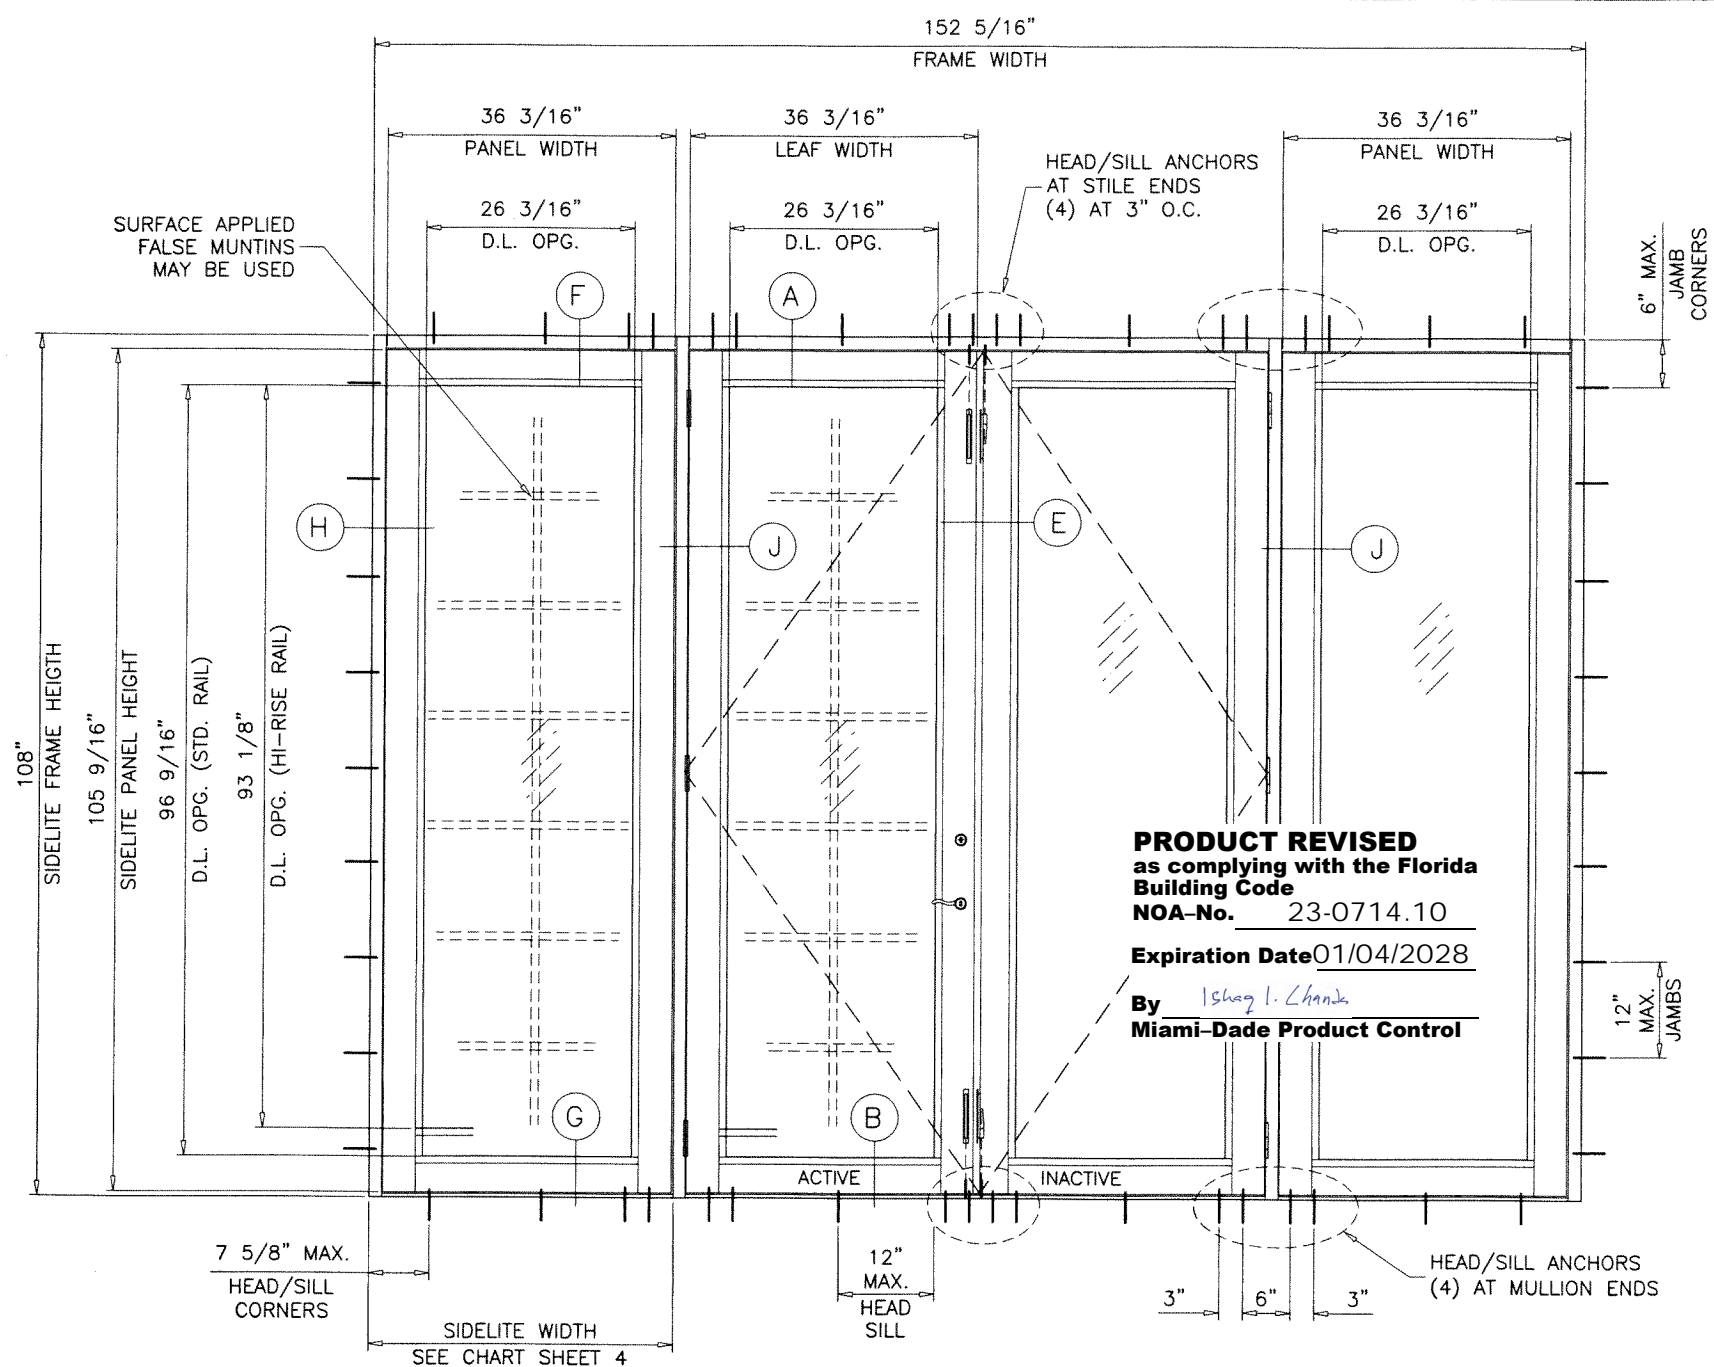 152 5/16"
FRAME WIDTH
36 3/16"
PANEL WIDTH
36 3/16"
LEAF WIDTH
36 3/16"
PANEL WIDTH
HEAD/SILL ANCHORS
AT STILE ENDS
(4) AT 3" O.C.
26 3/16"
D.L. OPG.
26 3/16"
D.L. OPG.
26 3/16"
D.L. OPG.
SURFACE APPLIED
FALSE MUNTINS
MAY BE USED
6" MAX.
JAMB
CORNERS
F
A
H
J
E
J
108"
SIDELITE FRAME HEIGTH
105 9/16"
SIDELITE PANEL HEIGHT
96 9/16"
D.L. OPG. (STD. RAIL)
93 1/8"
D.L. OPG. (HI-RISE RAIL)
PRODUCT REVISED
as complying with the Florida
Building Code
NOA-No. 23-0714.10
Expiration Date 01/04/2028
By Ishaq I. Chanda
Miami-Dade Product Control
12"
MAX.
JAMBS
G
B
ACTIVE
INACTIVE
7 5/8" MAX.
HEAD/SILL
CORNERS
12"
MAX.
HEAD
SILL
3"
6"
3"
HEAD/SILL ANCHORS
(4) AT MULLION ENDS
SIDELITE WIDTH
SEE CHART SHEET 4